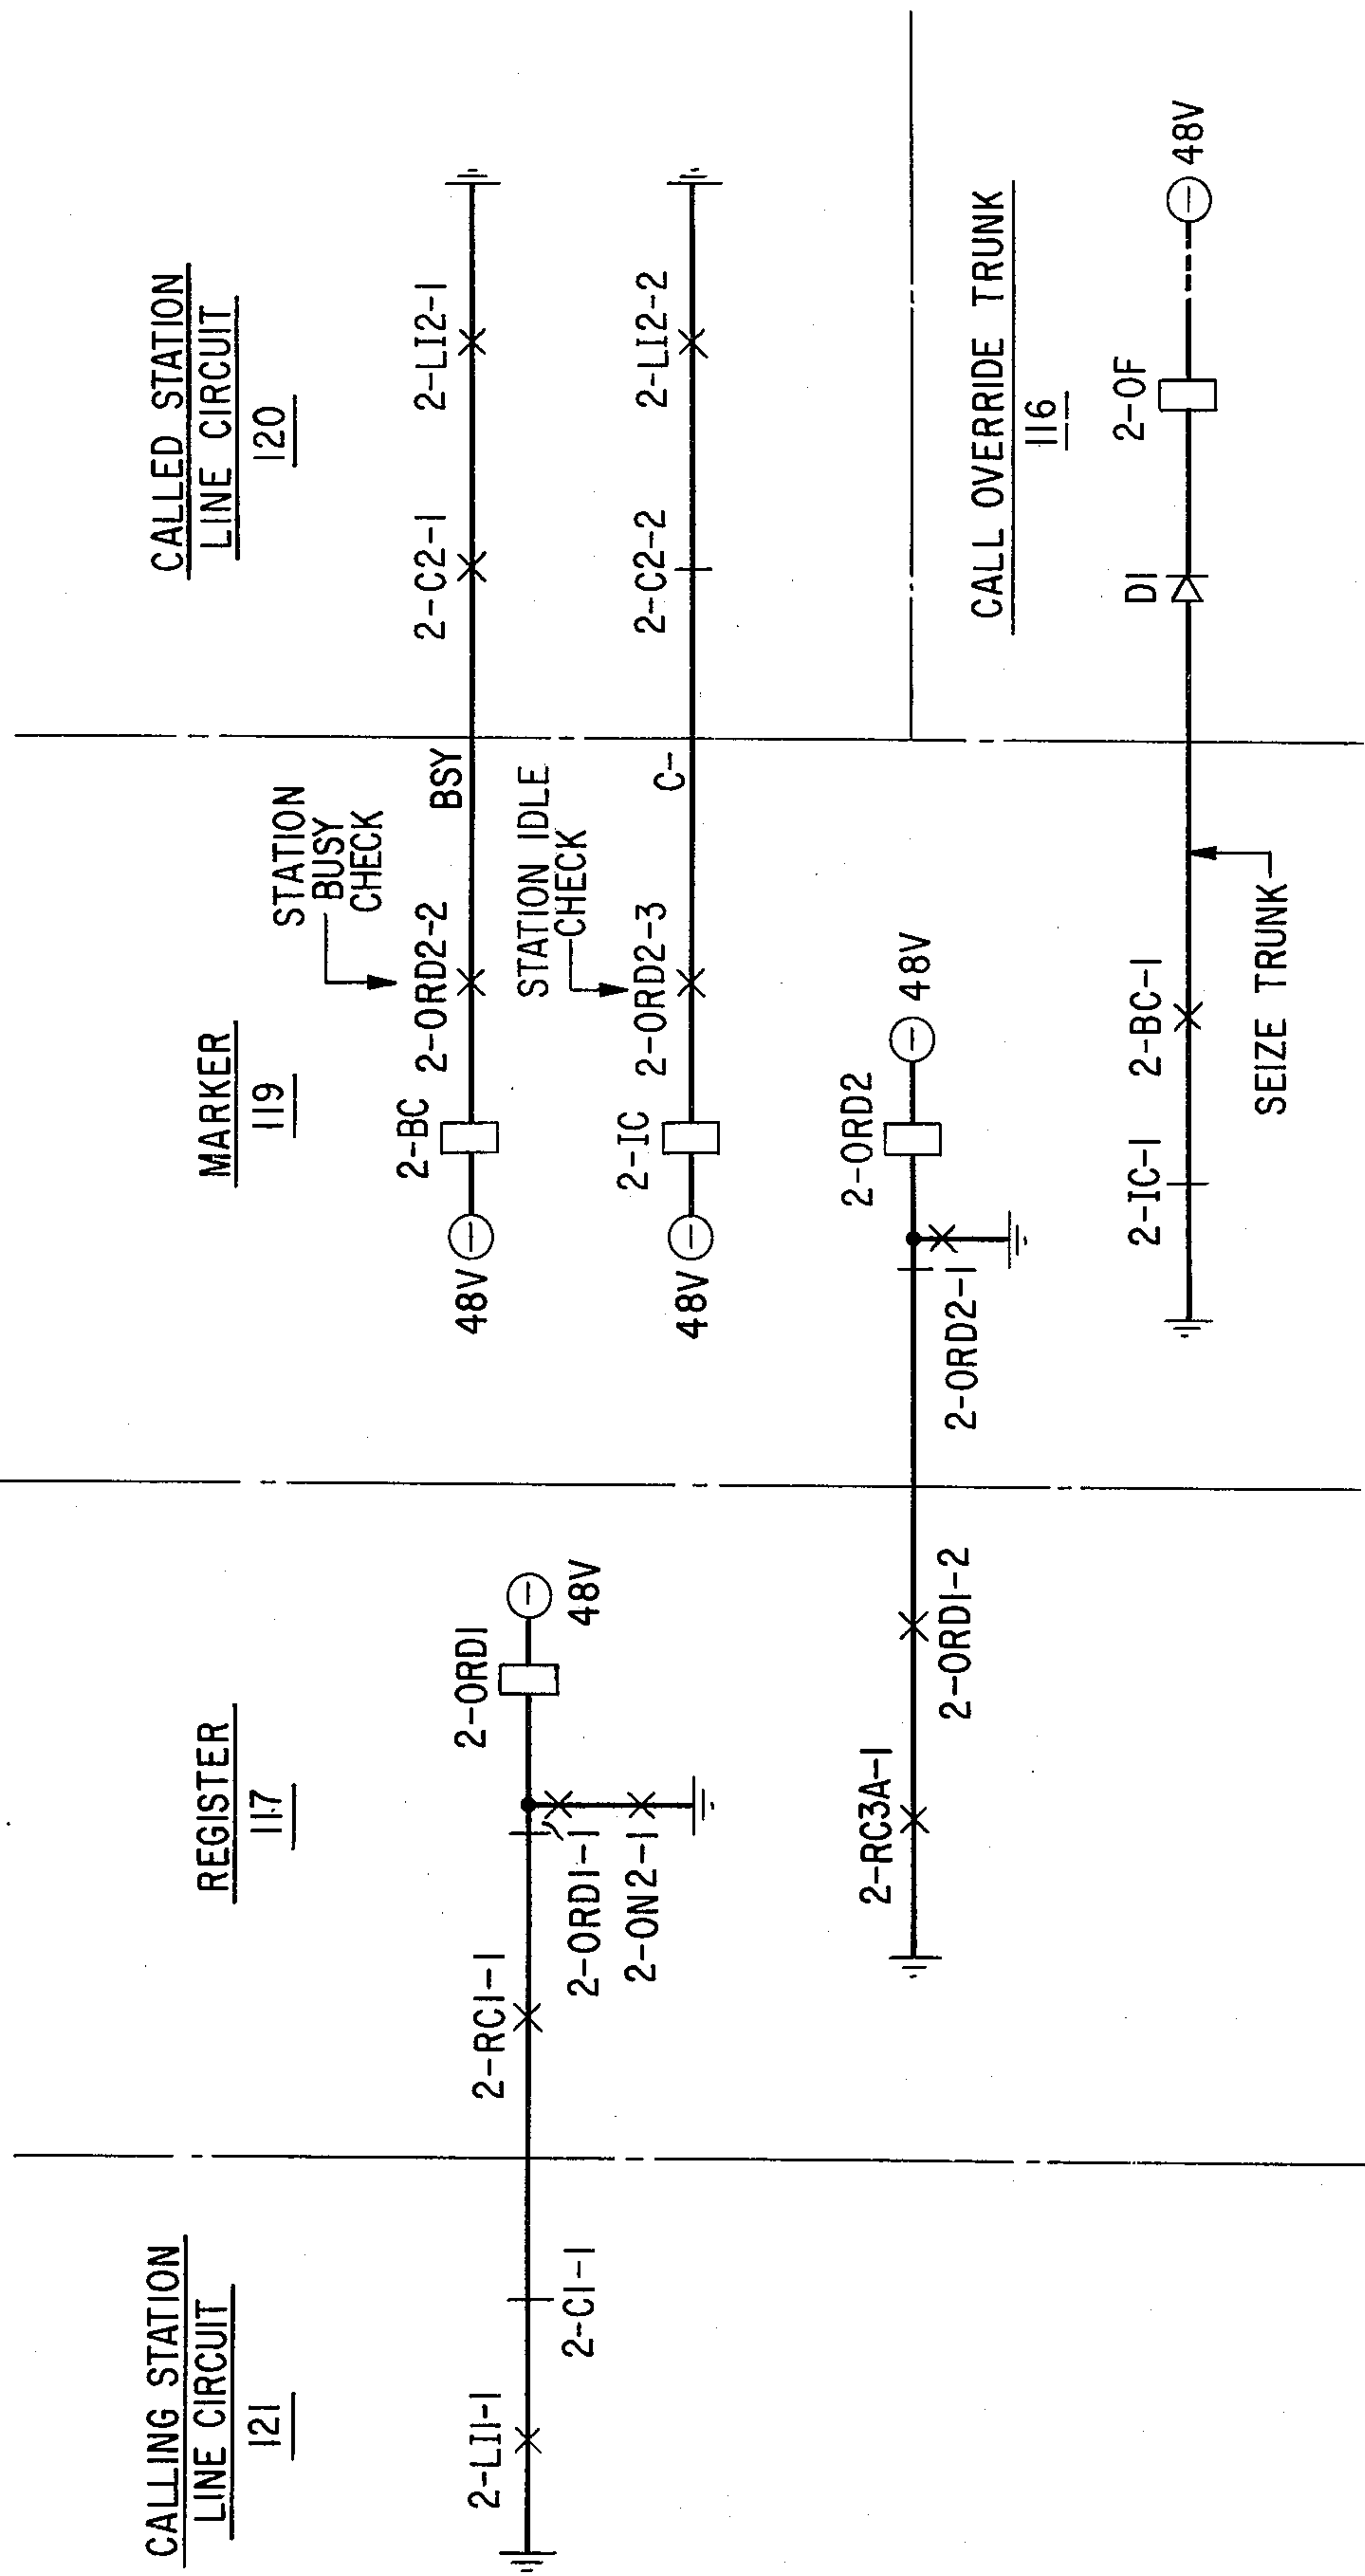 CALLING STATION
LINE CIRCUIT
121
REGISTER
117
MARKER
119
CALLED STATION
LINE CIRCUIT
120
2-LI1-1
2-C1-1
2-RC1-1
2-ORD1-1
2-ON2-1
2-ORD1
48V
48V
2-BC
2-ORD2-2
STATION
BUSY
CHECK
BSY
2-C2-1
2-LI2-1
48V
2-IC
2-ORD2-3
STATION IDLE
CHECK
C-
2-C2-2
2-LI2-2
2-RC3A-1
2-ORD1-2
2-ORD2-1
2-ORD2
48V
CALL OVERRIDE TRUNK
116
2-IC-1
2-BC-1
SEIZE TRUNK
D1
2-OF
48V